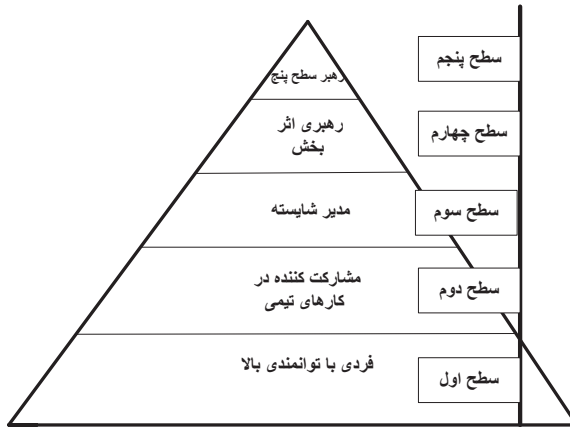 سطح پنجم
رهبر سطح پنج
سطح چهارم
رهبری اثر
بخش
سطح سوم
مدیر شایسته
سطح دوم
مشارکت کننده در
کارهای تیمی
سطح اول
فردی با توانمندی بالا